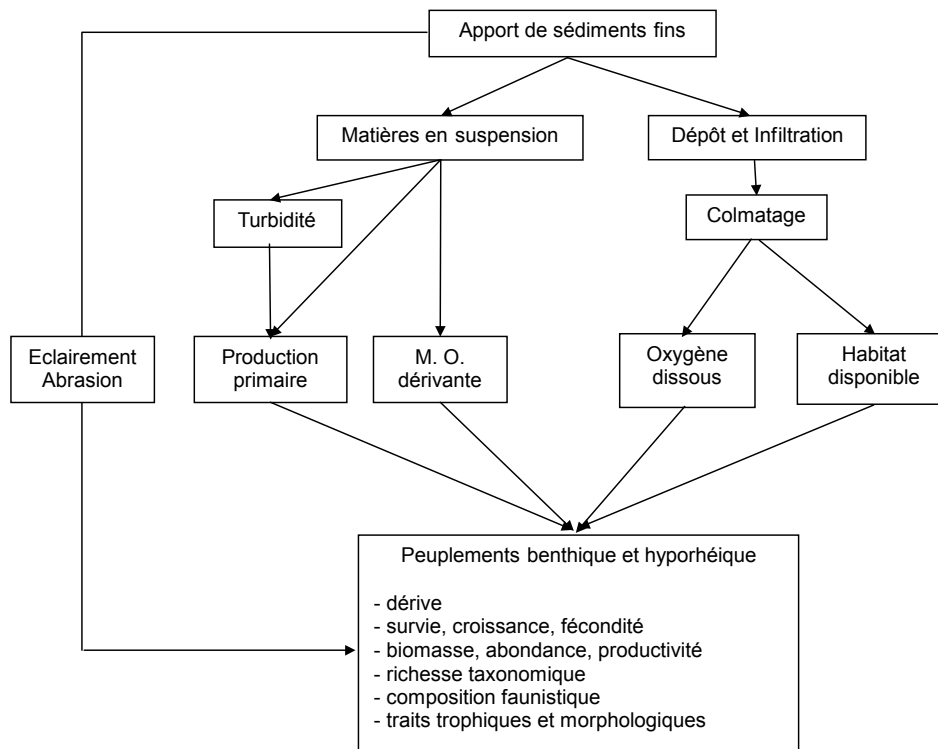 Apport de sédiments fins
Matières en suspension
Dépôt et Infiltration
Turbidité
Colmatage
Eclairement
Abrasion
Production
primaire
M. O.
dérivante
Oxygène
dissous
Habitat
disponible
Peuplements benthique et hyporhéique
- dérive
- survie, croissance, fécondité
- biomasse, abondance, productivité
- richesse taxonomique
- composition faunistique
- traits trophiques et morphologiques